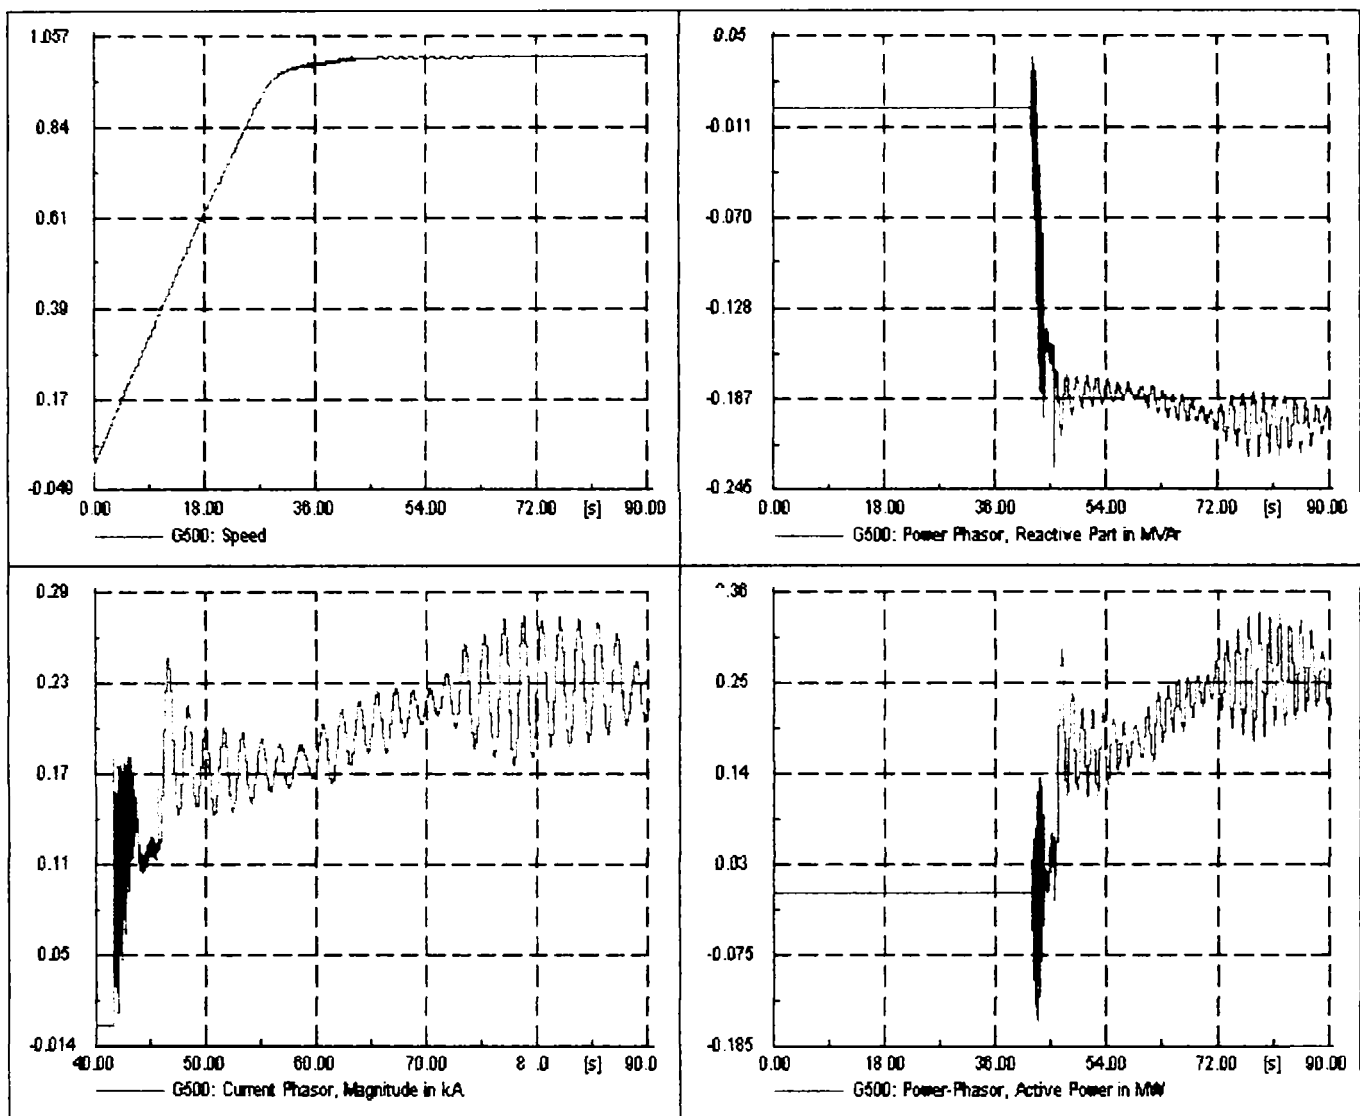 1.057
0.84
0.61
0.39
0.17
-0.049
0.00 18.00 36.00 54.00 72.00 [s] 90.00
G500: Speed
0.05
-0.011
-0.070
-0.128
-0.187
-0.245
0.00 18.00 36.00 54.00 72.00 [s] 90.00
G500: Power Phasor, Reactive Part in MVAr
0.29
0.23
0.17
0.11
0.05
-0.014
40.00 50.00 60.00 70.00 [s] 90.00
G500: Current Phasor, Magnitude in kA
0.25
0.14
0.03
-0.075
-0.185
0.00 18.00 36.00 54.00 72.00 [s] 90.00
G500: Power-Phasor, Active Power in MW